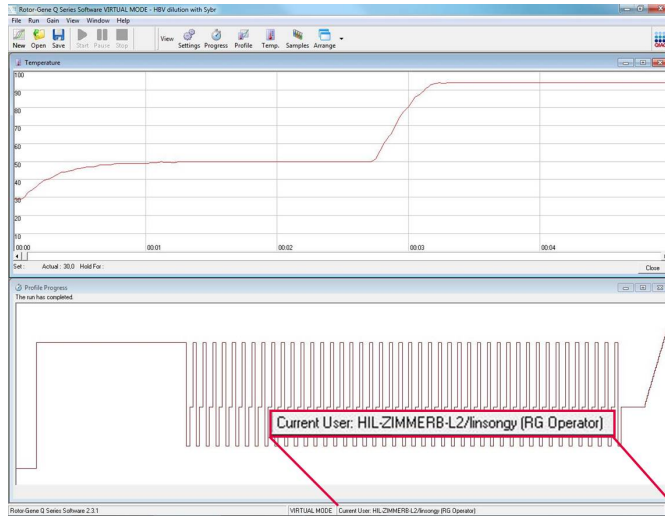 Rotor-Gene Q Series Software VIRTUAL MODE - HBV dilution with Sybr
File Run Gain View Window Help
New Open Save Start Pause Stop View Settings Progress Profile Temp. Samples Arrange
Temperature
100
90
80
70
60
50
40
30
20
10
00:00 00:01 00:02 00:03 00:04
Set : Actual : 30,0 Hold For : Close
Profile Progress
The run has completed.
Current User: HIL-ZIMMERB-L2/linsongy (RG Operator)
Rotor-Gene Q Series Software 2.3.1 VIRTUAL MODE Current User: HIL-ZIMMERB-L2/linsongy (RG Operator)